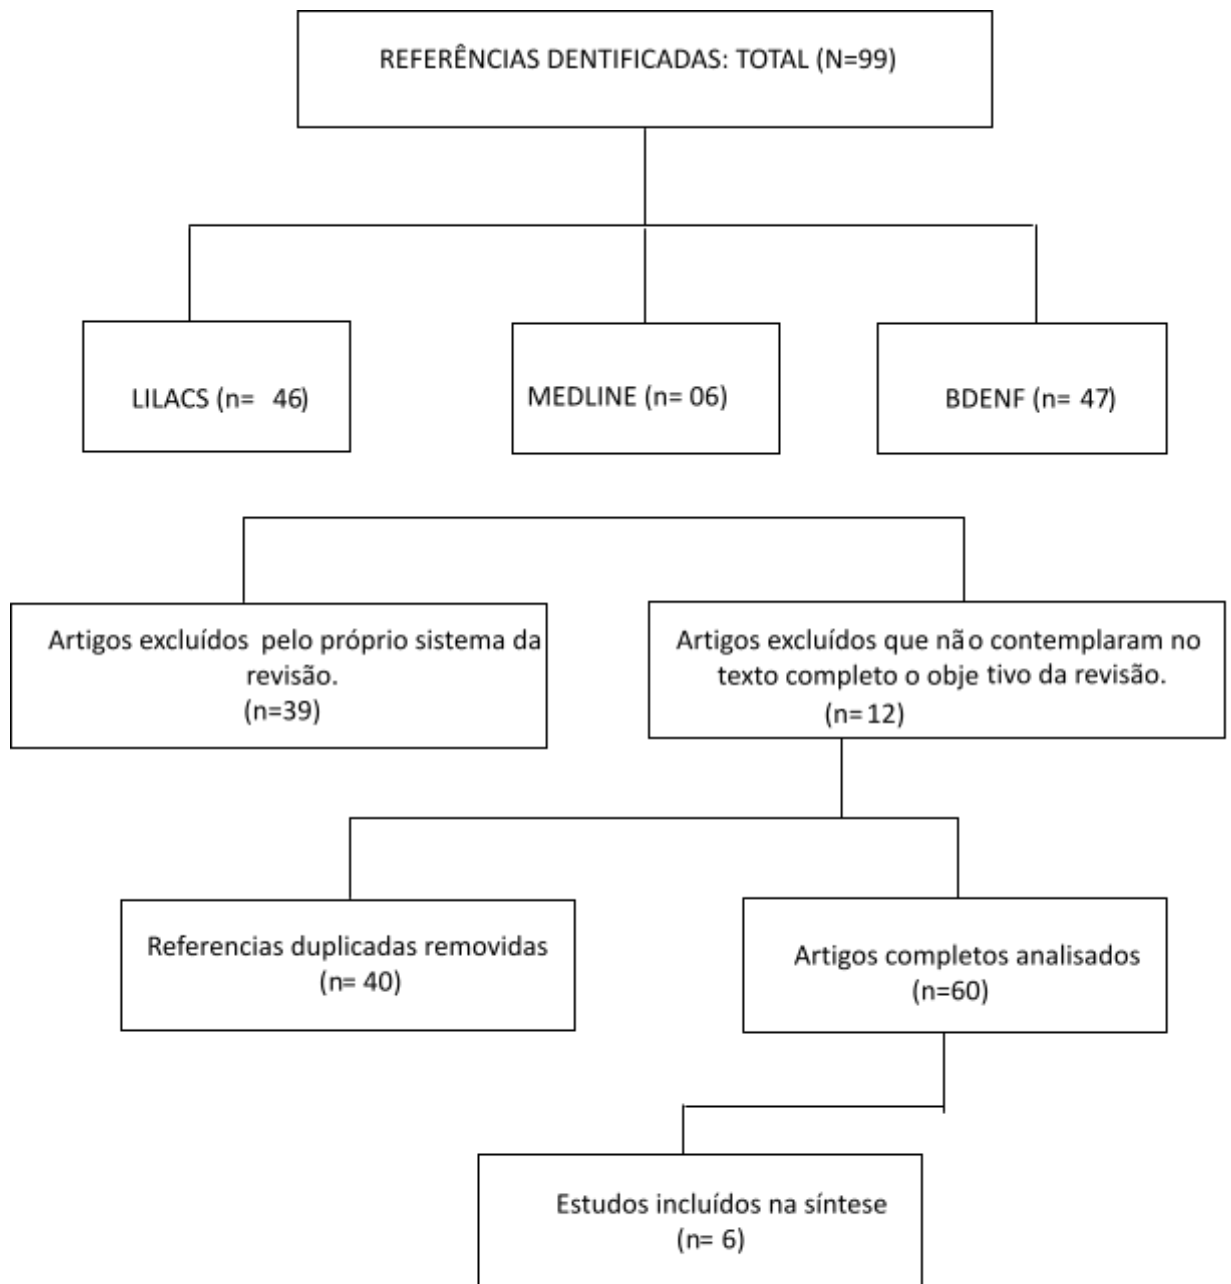 REFERÊNCIAS DENTIFICADAS: TOTAL (N=99)
LILACS (n= 46)
MEDLINE (n= 06)
BDENF (n= 47)
Artigos excluídos pelo próprio sistema da
revisão.
(n=39)
Artigos excluídos que não contemplaram no
texto completo o obje tivo da revisão.
(n= 12)
Referencias duplicadas removidas
(n= 40)
Artigos completos analisados
(n=60)
Estudos incluídos na síntese
(n= 6)